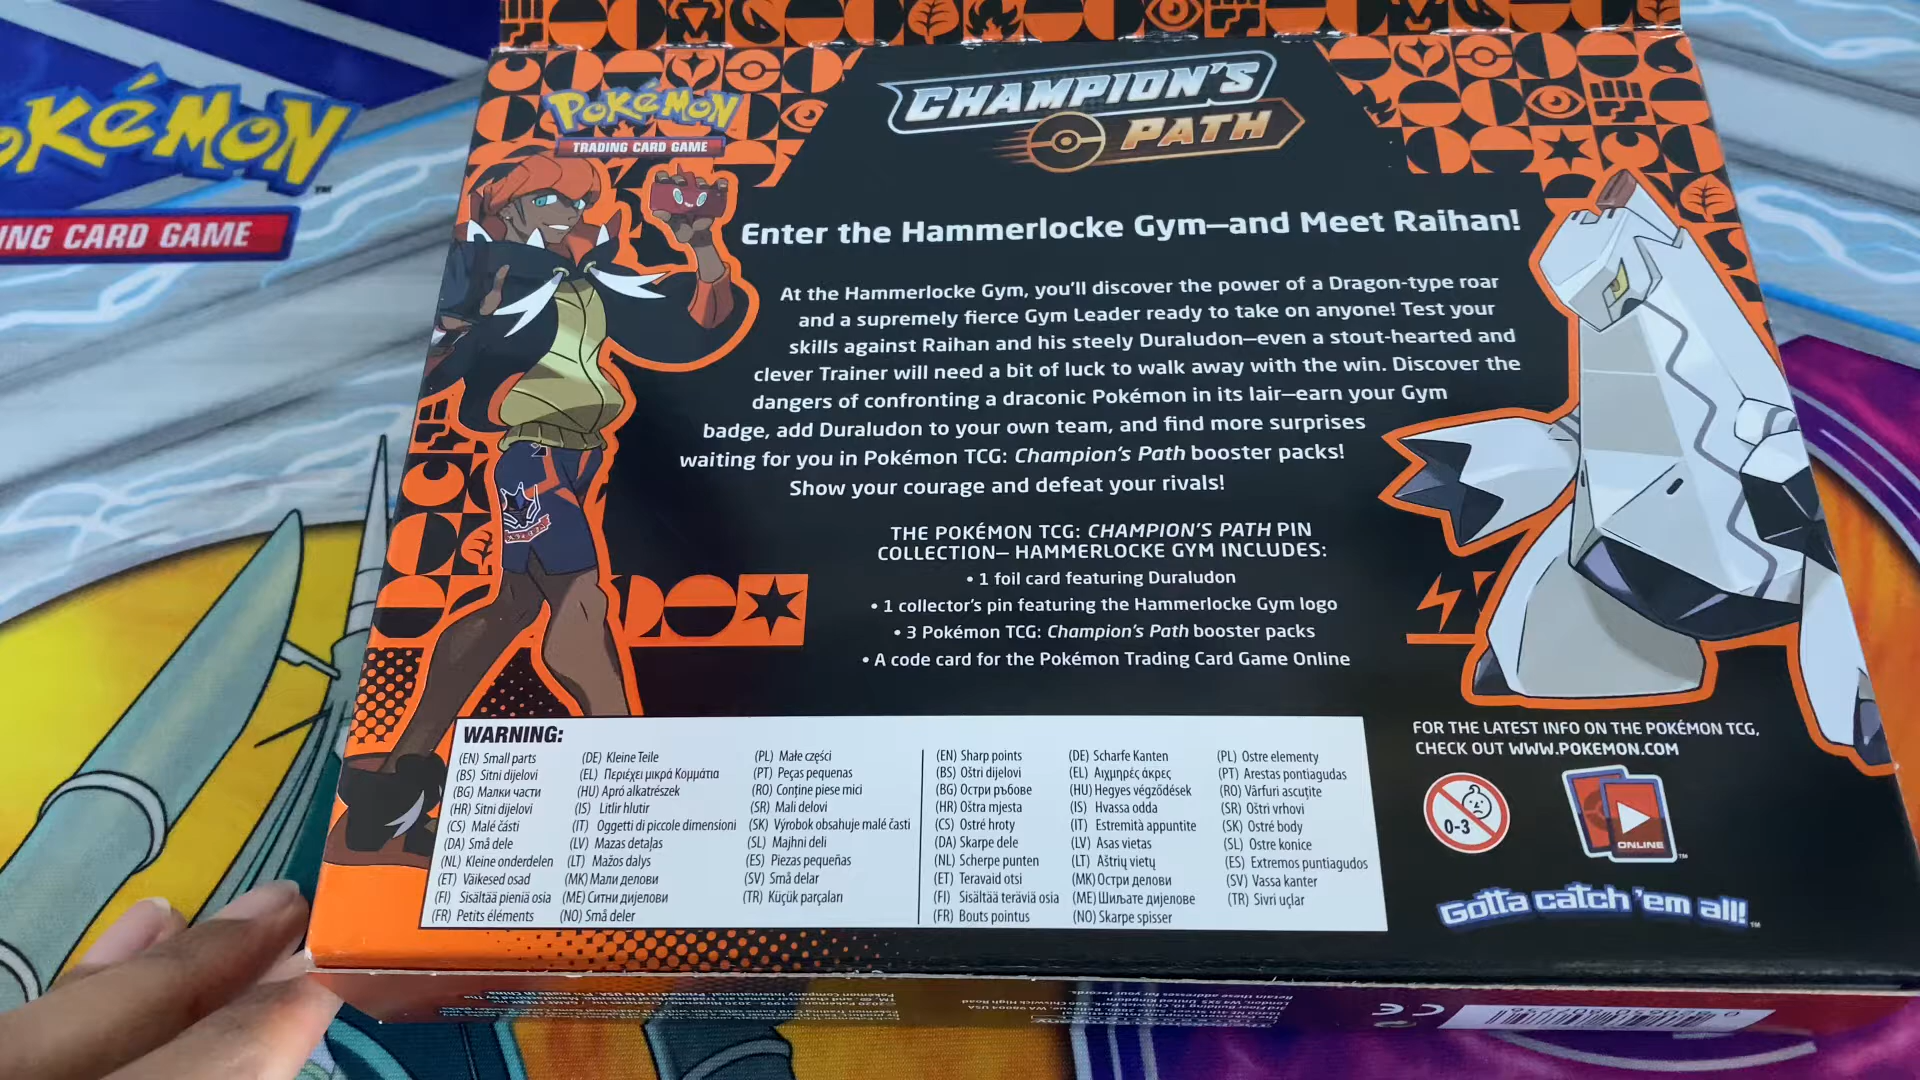 POKÉMON
TRADING CARD GAME
CHAMPION'S
PATH
OKÉMON
ING CARD GAME
Enter the Hammerlocke Gym—and Meet Raihan!
At the Hammerlocke Gym, you'll discover the power of a Dragon-type roar
and a supremely fierce Gym Leader ready to take on anyone! Test your
skills against Raihan and his steely Duraludon—even a stout-hearted and
clever Trainer will need a bit of luck to walk away with the win. Discover the
dangers of confronting a draconic Pokémon in its lair—earn your Gym
badge, add Duraludon to your own team, and find more surprises
waiting for you in Pokémon TCG: Champion's Path booster packs!
Show your courage and defeat your rivals!
THE POKÉMON TCG: CHAMPION'S PATH PIN
COLLECTION— HAMMERLOCKE GYM INCLUDES:
• 1 foil card featuring Duraludon
• 1 collector's pin featuring the Hammerlocke Gym logo
• 3 Pokémon TCG: Champion's Path booster packs
• A code card for the Pokémon Trading Card Game Online
WARNING:
(EN) Small parts
(BS) Sitni dijelovi
(BG) Малки части
(HR) Sitni dijelovi
(CS) Malé části
(DA) Små dele
(NL) Kleine onderdelen
(ET) Väikesed osad
(FI) Sisältää pieniä osia
(FR) Petits éléments
(DE) Kleine Teile
(EL) Περιέχει μικρά Κομμάτια
(HU) Apró alkatrészek
(IS) Litlir hlutir
(IT) Oggetti di piccole dimensioni
(LV) Mazas detaļas
(LT) Mažos dalys
(MK) Мали делови
(ME) Ситни дијелови
(NO) Små deler
(PL) Małe części
(PT) Peças pequenas
(RO) Conține piese mici
(SR) Mali delovi
(SK) Výrobok obsahuje malé časti
(SL) Majhni deli
(ES) Piezas pequeñas
(SV) Små delar
(TR) Küçük parçaları
(EN) Sharp points
(BS) Oštri dijelovi
(BG) Остри ръбове
(HR) Oštra mjesta
(CS) Ostré hroty
(DA) Skarpe dele
(NL) Scherpe punten
(ET) Teravaid otsi
(FI) Sisältää teräviä osia
(FR) Bouts pointus
(DE) Scharfe Kanten
(EL) Αιχμηρές άκρες
(HU) Hegyes végződések
(IS) Hvassa odda
(IT) Estremità appuntite
(LV) Asas vietas
(LT) Aštrių vietų
(MK) Остри делови
(ME) Шиљате дијелове
(NO) Skarpe spisser
(PL) Ostre elementy
(PT) Arestas pontiagudas
(RO) Vârfuri ascuțite
(SR) Oštri vrhovi
(SK) Ostré body
(SL) Ostre konice
(ES) Extremos puntiagudos
(SV) Vassa kanter
(TR) Sivri uçlar
FOR THE LATEST INFO ON THE POKÉMON TCG,
CHECK OUT WWW.POKEMON.COM
0-3
ONLINE
TM
Gotta catch 'em all!
TM
CE